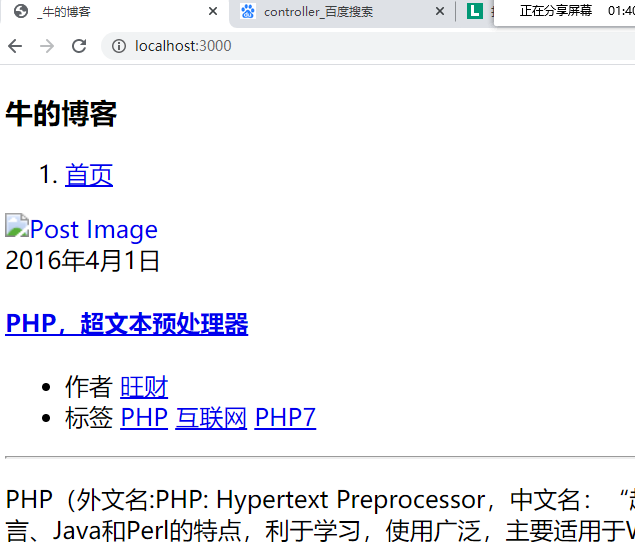 _牛的博客
controller_百度搜索
正在分享屏幕 01:40
localhost:3000
牛的博客
1. 首页
Post Image
2016年4月1日
PHP，超文本预处理器
作者 旺财
标签 PHP 互联网 PHP7
PHP（外文名:PHP: Hypertext Preprocessor，中文名：“
言、Java和Perl的特点，利于学习，使用广泛，主要适用于